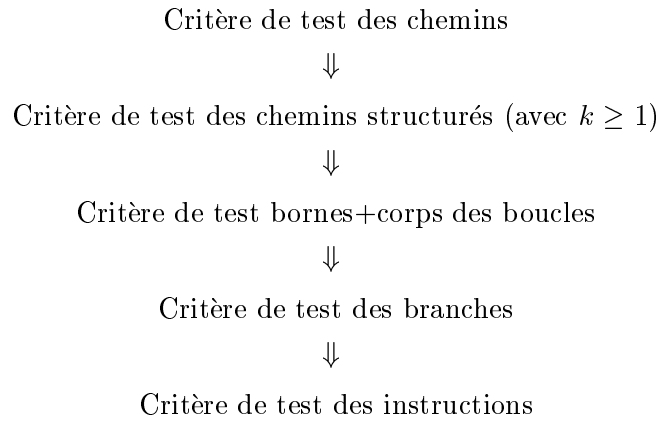 Critère de test des chemins
⇓
Critère de test des chemins structurés (avec k ≥ 1)
⇓
Critère de test bornes+corps des boucles
⇓
Critère de test des branches
⇓
Critère de test des instructions